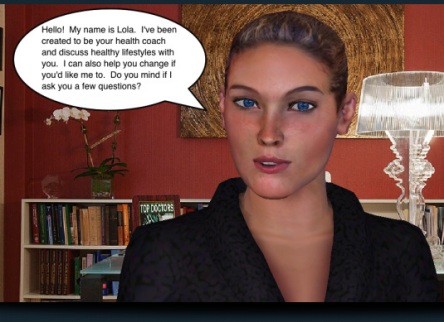 Hello! My name is Lola. I've been
created to be your health coach
and discuss healthy lifestyles with
you. I can also help you change if
you'd like me to. Do you mind if I
ask you a few questions?
TOP DOCTORS